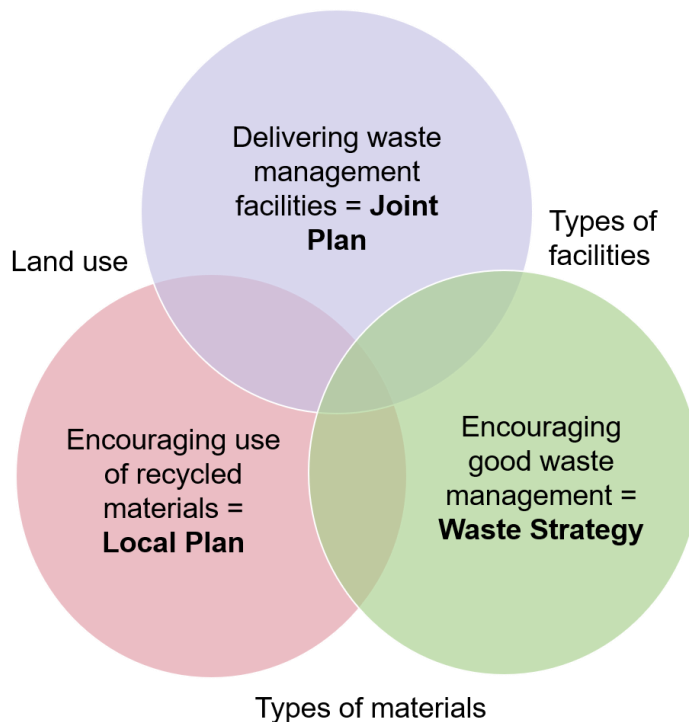 Delivering waste
management
facilities = Joint
Plan
Types of
facilities
Land use
Encouraging use
of recycled
materials =
Local Plan
Encouraging
good waste
management =
Waste Strategy
Types of materials